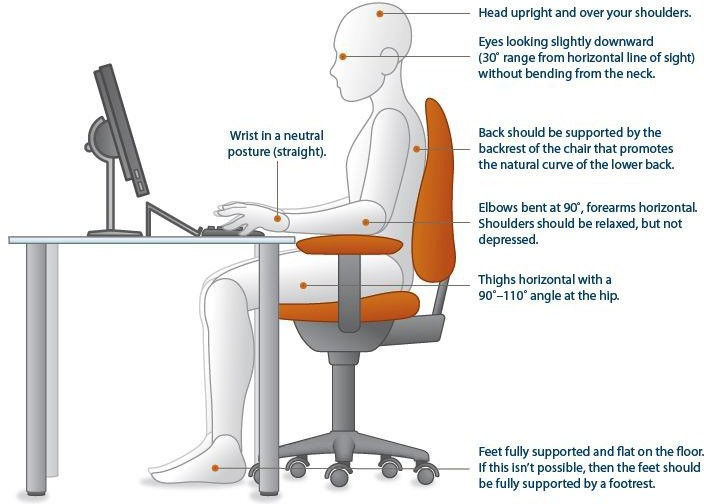 Head upright and over your shoulders.
Eyes looking slightly downward
(30˚ range from horizontal line of sight)
without bending from the neck.
Wrist in a neutral
posture (straight).
Back should be supported by the
backrest of the chair that promotes
the natural curve of the lower back.
Elbows bent at 90˚, forearms horizontal.
Shoulders should be relaxed, but not
depressed.
Thighs horizontal with a
90˚–110˚ angle at the hip.
Feet fully supported and flat on the floor.
If this isn't possible, then the feet should
be fully supported by a footrest.